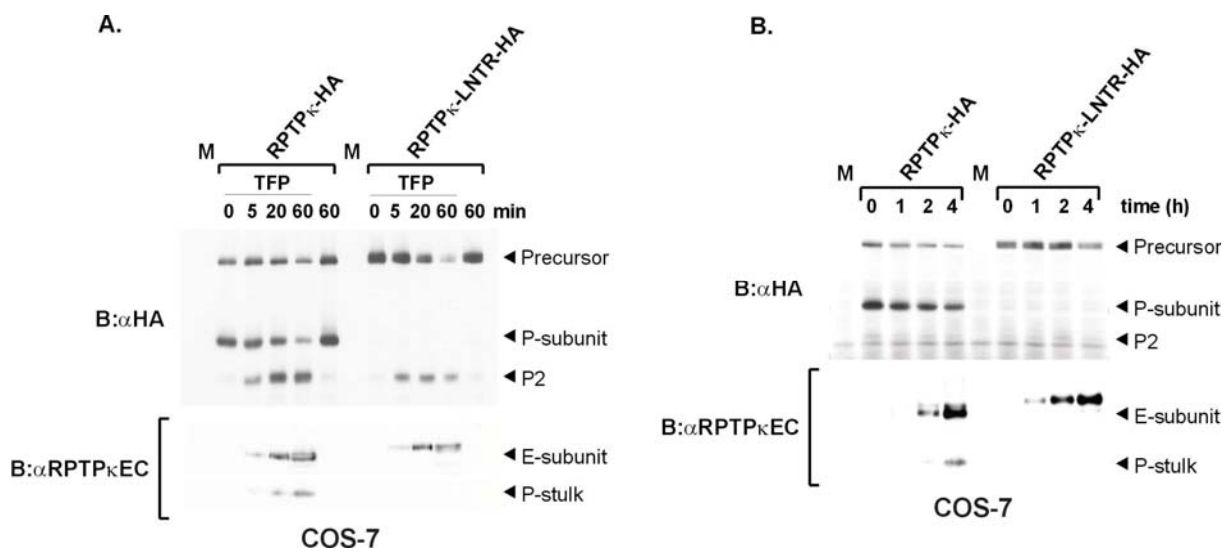 A.
M
RPTPκ-HA
M
RPTPκ-LNTR-HA
TFP
TFP
0 5 20 60 60
0 5 20 60 60 min
B:αHA
Precursor
P-subunit
P2
B:αRPTPκEC
E-subunit
P-stulk
COS-7
B.
M
RPTPκ-HA
M
RPTPκ-LNTR-HA
0 1 2 4
0 1 2 4 time (h)
B:αHA
Precursor
P-subunit
P2
B:αRPTPκEC
E-subunit
P-stulk
COS-7